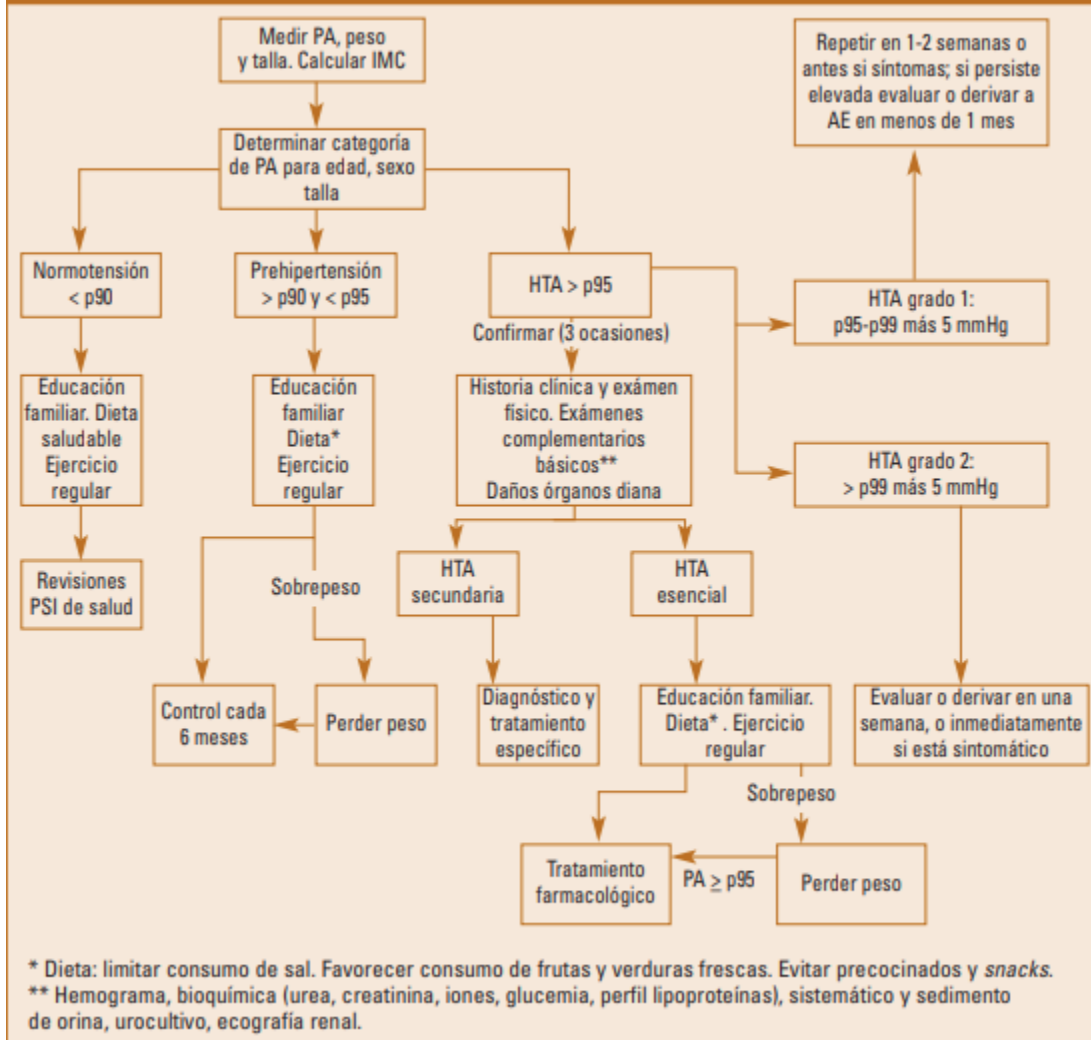 Medir PA, peso
y talla. Calcular IMC
Repetir en 1-2 semanas o
antes si síntomas; si persiste
elevada evaluar o derivar a
AE en menos de 1 mes
Determinar categoría
de PA para edad, sexo
talla
Normotensión
< p90
Prehipertensión
> p90 y < p95
HTA > p95
HTA grado 1:
p95-p99 más 5 mmHg
Confirmar (3 ocasiones)
Educación
familiar. Dieta
saludable
Ejercicio
regular
Educación
familiar
Dieta*
Ejercicio
regular
Historia clínica y exámen
físico. Exámenes
complementarios
básicos**
Daños órganos diana
HTA grado 2:
> p99 más 5 mmHg
Revisiones
PSI de salud
Sobrepeso
HTA
secundaria
HTA
esencial
Control cada
6 meses
Perder peso
Diagnóstico y
tratamiento
específico
Educación familiar.
Dieta* . Ejercicio
regular
Evaluar o derivar en una
semana, o inmediatamente
si está sintomático
Sobrepeso
Tratamiento
farmacológico
PA ≥ p95
Perder peso
* Dieta: limitar consumo de sal. Favorecer consumo de frutas y verduras frescas. Evitar precocinados y snacks.
** Hemograma, bioquímica (urea, creatinina, iones, glucemia, perfil lipoproteínas), sistemático y sedimento
de orina, urocultivo, ecografía renal.